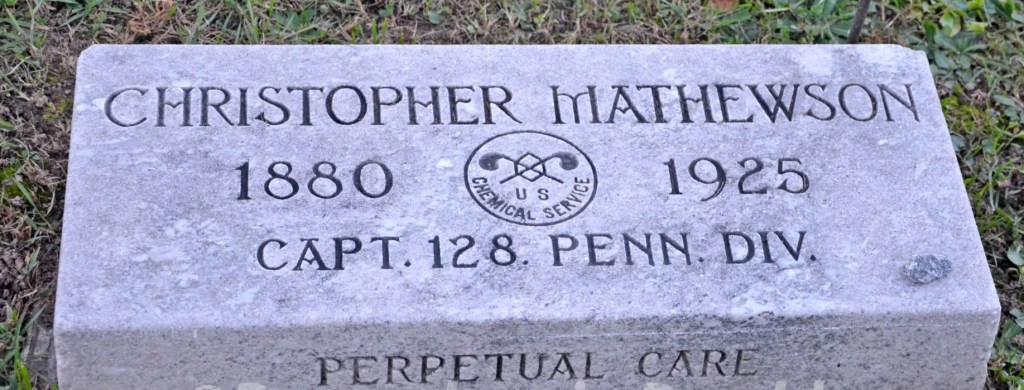 CHRISTOPHER MATHEWSON
1880 1925
US
CHEMICAL SERVICE
CAPT. 128. PENN. DIV.
PERPETUAL CARE